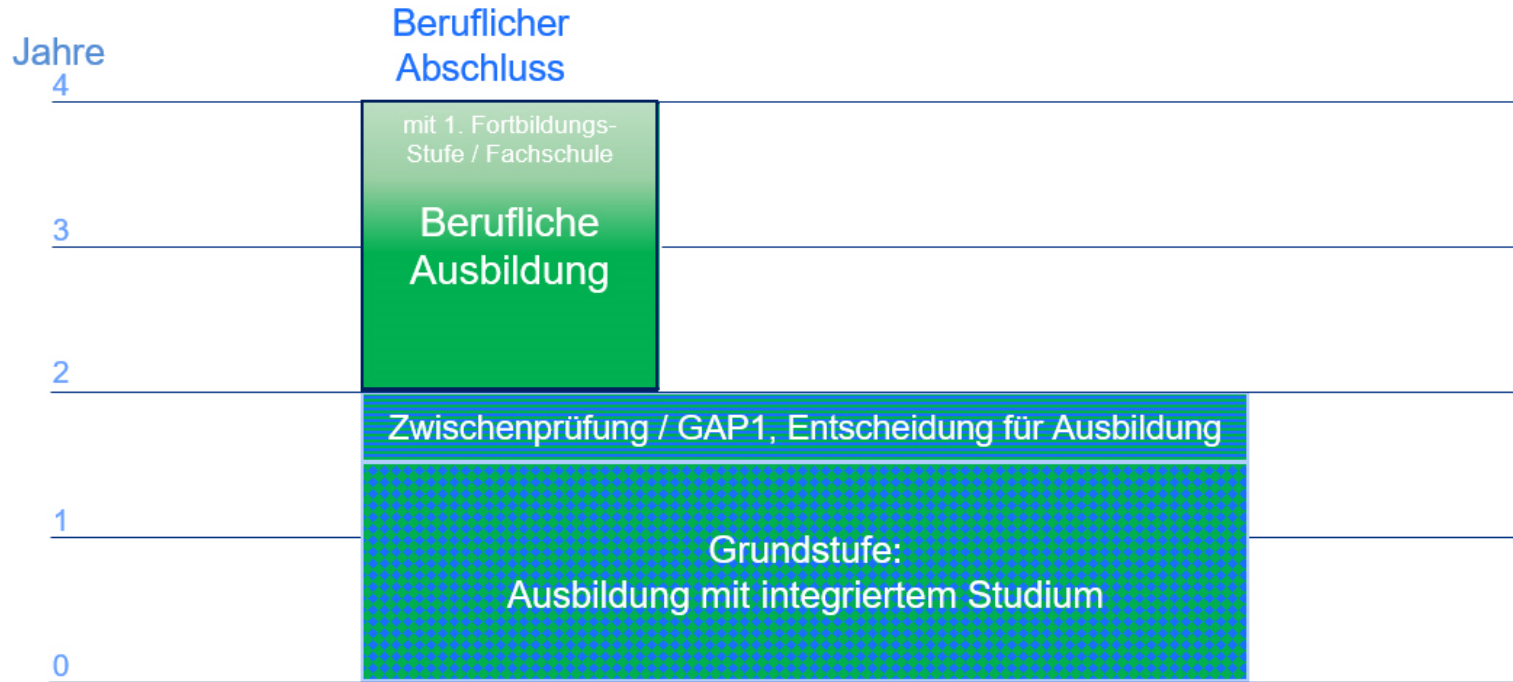 Beruflicher
Abschluss
Jahre
4
mit 1. Fortbildungs-
Stufe / Fachschule
Berufliche
Ausbildung
3
2
Zwischenprüfung / GAP1, Entscheidung für Ausbildung
1
Grundstufe:
Ausbildung mit integriertem Studium
0